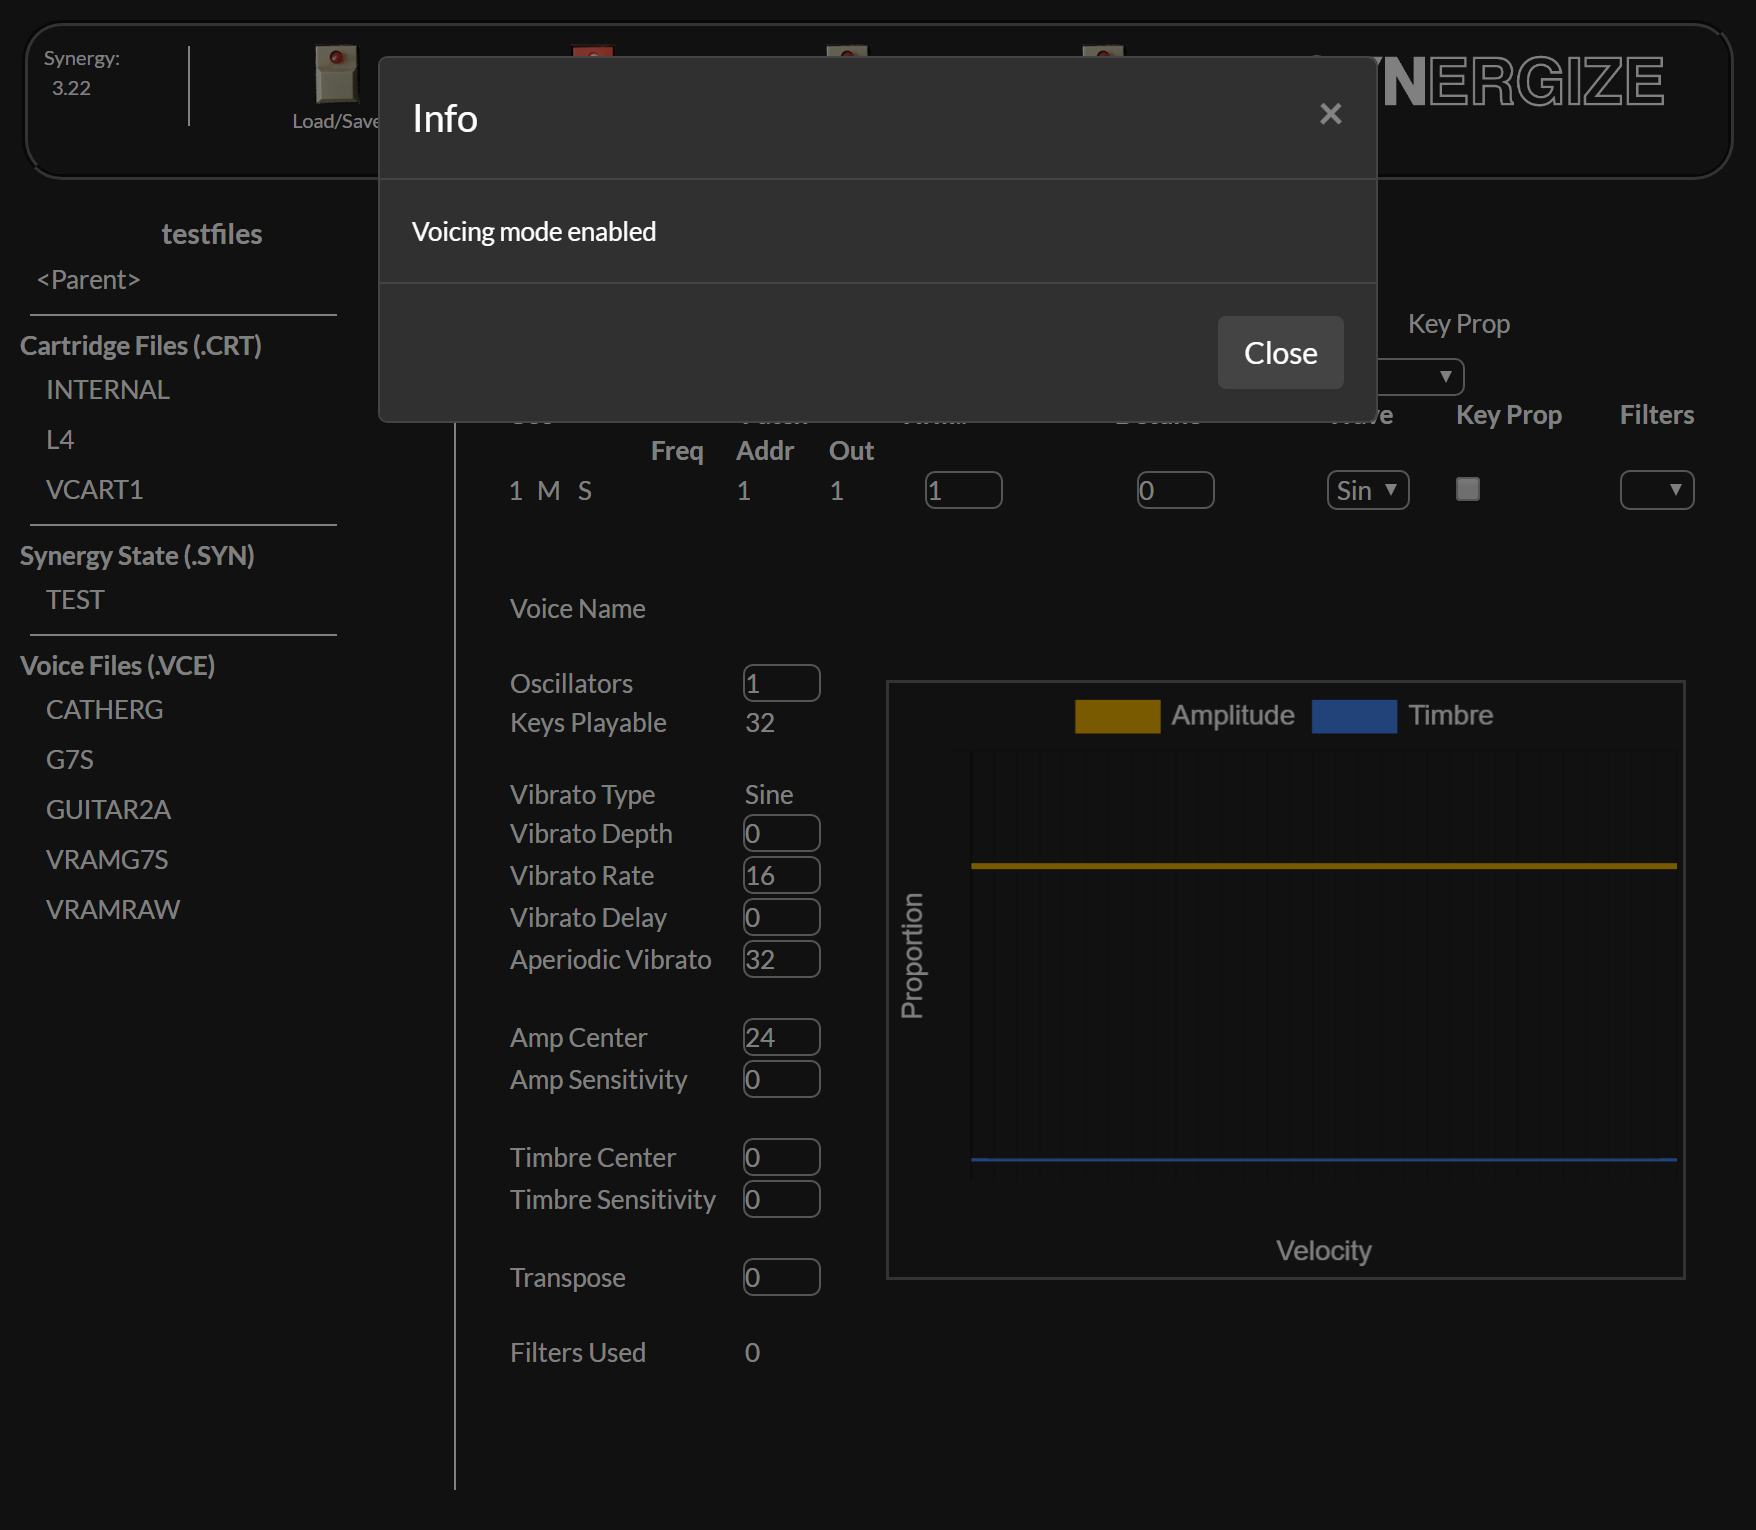 Synergy:
3.22
Load/Save
NERGIZE
Info
×
Voicing mode enabled
Close
testfiles
<Parent>
Cartridge Files (.CRT)
INTERNAL
L4
VCART1
Synergy State (.SYN)
TEST
Voice Files (.VCE)
CATHERG
G7S
GUITAR2A
VRAMG7S
VRAMRAW
Key Prop
Key Prop Filters
Freq Addr Out
1 M S 1 1 1 0 Sin
Voice Name
Oscillators 1
Keys Playable 32
Vibrato Type Sine
Vibrato Depth 0
Vibrato Rate 16
Vibrato Delay 0
Aperiodic Vibrato 32
Amp Center 24
Amp Sensitivity 0
Timbre Center 0
Timbre Sensitivity 0
Transpose 0
Filters Used 0
Amplitude Timbre
Proportion
Velocity